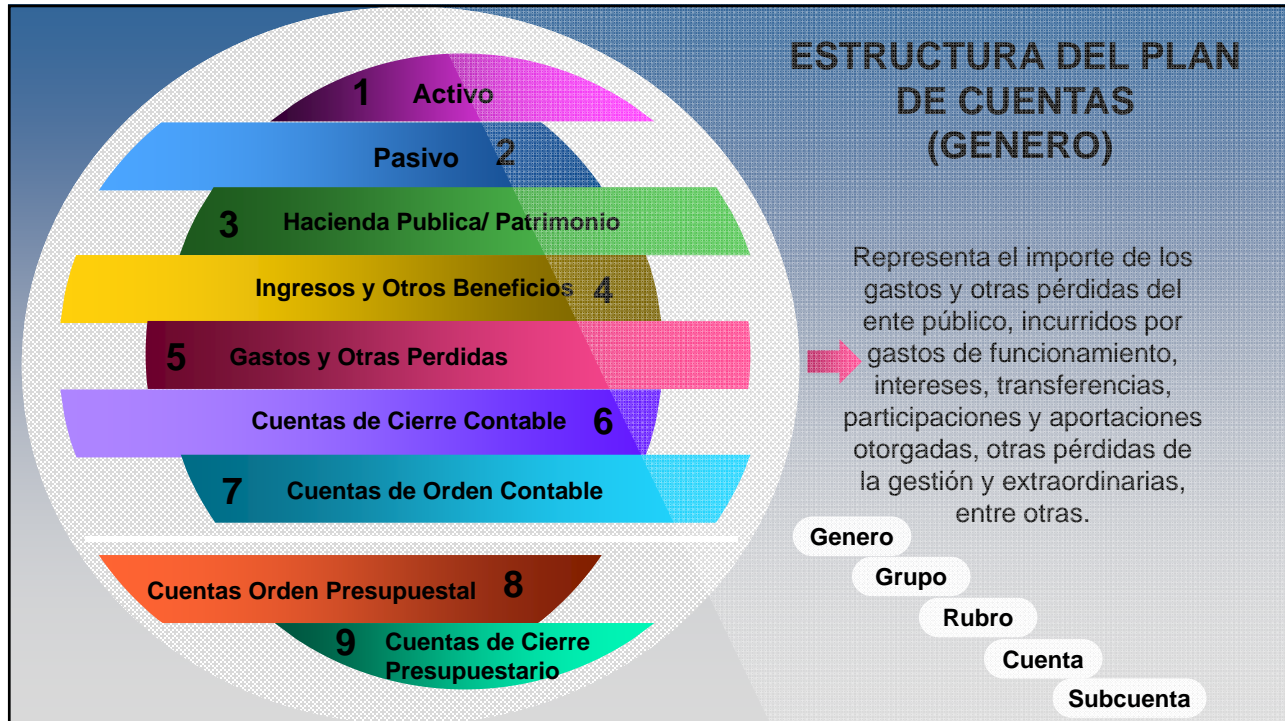 ESTRUCTURA DEL PLAN
DE CUENTAS
(GENERO)
1 Activo
Pasivo 2
3 Hacienda Publica/ Patrimonio
Ingresos y Otros Beneficios 4
5 Gastos y Otras Perdidas
Cuentas de Cierre Contable 6
7 Cuentas de Orden Contable
Cuentas Orden Presupuestal 8
9 Cuentas de Cierre
Presupuestario
Representa el importe de los
gastos y otras pérdidas del
ente público, incurridos por
gastos de funcionamiento,
intereses, transferencias,
participaciones y aportaciones
otorgadas, otras pérdidas de
la gestión y extraordinarias,
entre otras.
Genero
Grupo
Rubro
Cuenta
Subcuenta